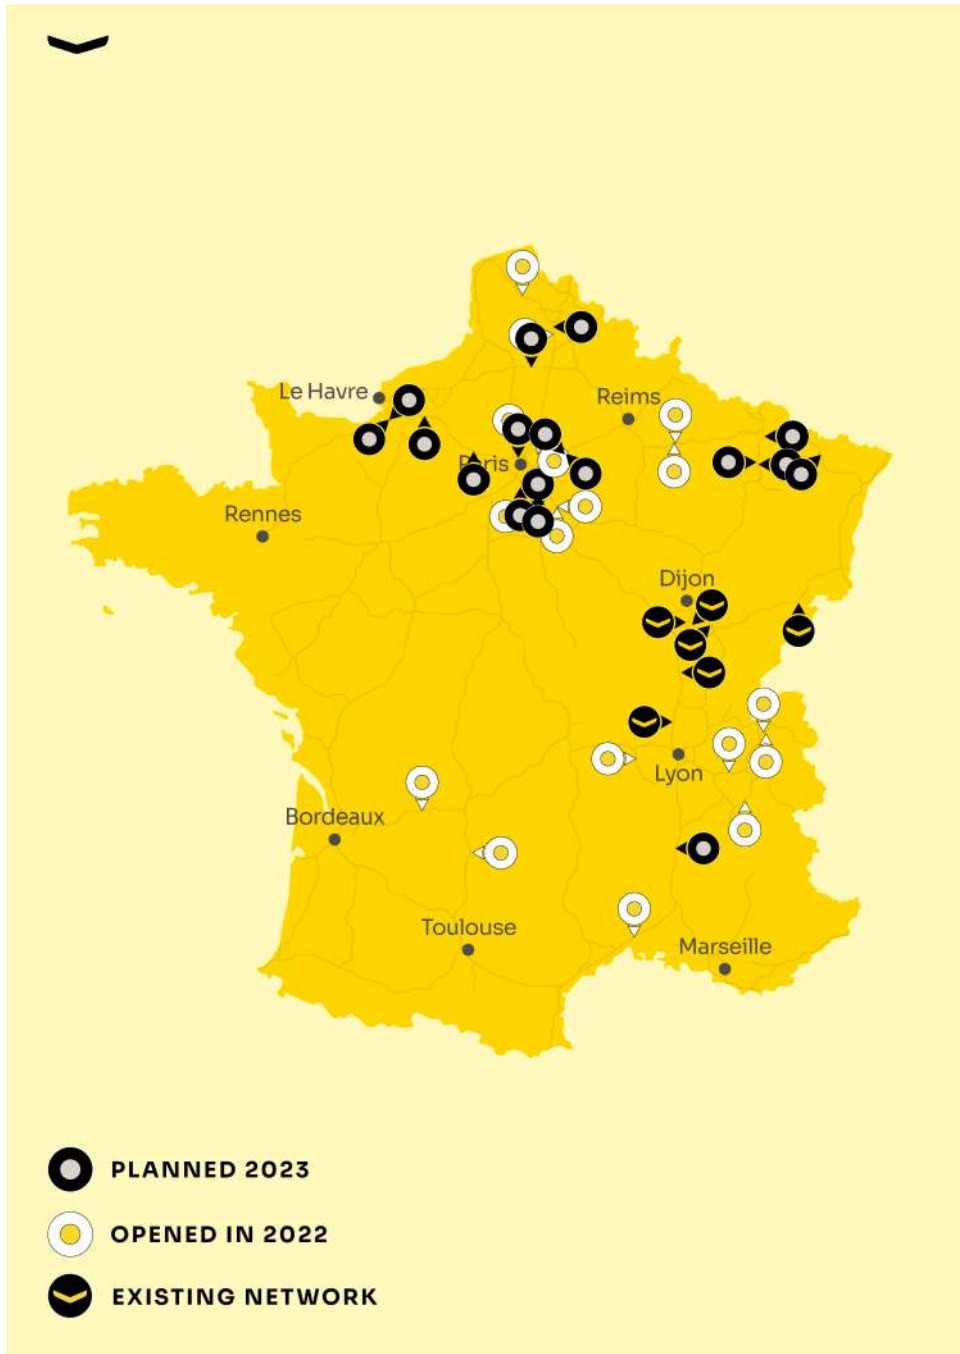 Le Havre
Reims
Paris
Rennes
Dijon
Lyon
Bordeaux
Toulouse
Marseille
PLANNED 2023
OPENED IN 2022
EXISTING NETWORK